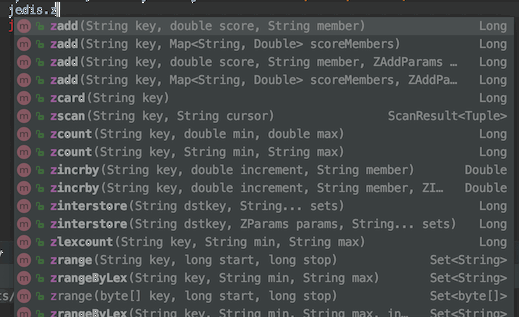 jedis.z
zadd(String key, double score, String member) Long
zadd(String key, Map<String, Double> scoreMembers) Long
zadd(String key, double score, String member, ZAddParams … Long
zadd(String key, Map<String, Double> scoreMembers, ZAddPa… Long
zcard(String key) Long
zscan(String key, String cursor) ScanResult<Tuple>
zcount(String key, double min, double max) Long
zcount(String key, String min, String max) Long
zincrby(String key, double increment, String member) Double
zincrby(String key, double increment, String member, ZI… Double
zinterstore(String dstkey, String... sets) Long
zinterstore(String dstkey, ZParams params, String... sets) Long
zlexcount(String key, String min, String max) Long
zrange(String key, long start, long stop) Set<String>
zrangeByLex(String key, String min, String max) Set<String>
zrange(byte[] key, long start, long stop) Set<byte[]>
zrangeByLex(String key, String min, String max, in… Set<String>